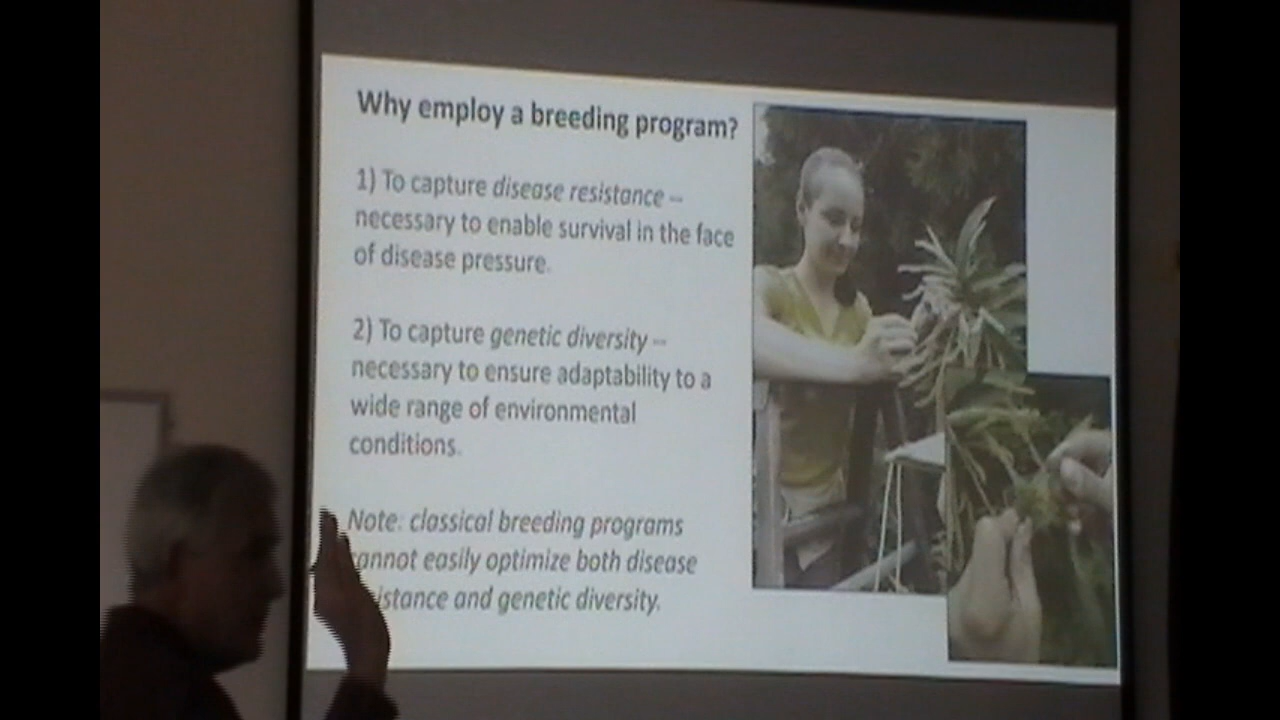 Why employ a breeding program?
1) To capture disease resistance –
necessary to enable survival in the face
of disease pressure.
2) To capture genetic diversity –
necessary to ensure adaptability to a
wide range of environmental
conditions.
Note: classical breeding programs
annot easily optimize both disease
istance and genetic diversity.